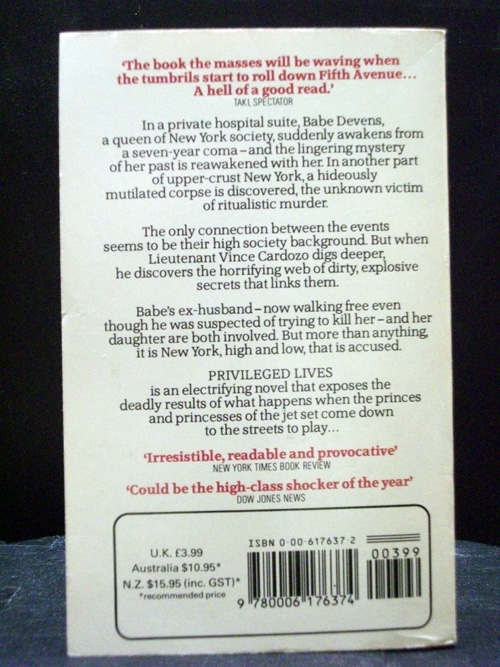 ‘The book the masses will be waving when
the tumbrils start to roll down Fifth Avenue...
A hell of a good read.’
TAKI, SPECTATOR
In a private hospital suite, Babe Devens,
a queen of New York society, suddenly awakens from
a seven-year coma – and the lingering mystery
of her past is reawakened with her. In another part
of upper-crust New York, a hideously
mutilated corpse is discovered, the unknown victim
of ritualistic murder.
The only connection between the events
seems to be their high society background. But when
Lieutenant Vince Cardozo digs deeper,
he discovers the horrifying web of dirty, explosive
secrets that links them.
Babe's ex-husband – now walking free even
though he was suspected of trying to kill her – and her
daughter are both involved. But more than anything,
it is New York, high and low, that is accused.
PRIVILEGED LIVES
is an electrifying novel that exposes the
deadly results of what happens when the princes
and princesses of the jet set come down
to the streets to play...
‘Irresistible, readable and provocative’
NEW YORK TIMES BOOK REVIEW
‘Could be the high-class shocker of the year’
DOW JONES NEWS
U.K. £3.99
Australia $10.95*
N.Z. $15.95 (inc. GST)*
*recommended price
ISBN 0-00-617637-2
00399
9 780006 176374